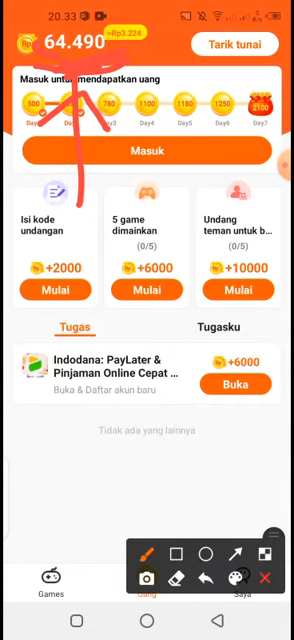 20.33
64.490
≈Rp3.224
Tarik tunai
Masuk untuk mendapatkan uang
500
780
1100
1180
1250
2100
Day3
Day4
Day5
Day6
Day7
Masuk
Isi kode undangan
+2000
Mulai
5 game dimainkan
(0/5)
+6000
Mulai
Undang teman untuk b...
(0/5)
+10000
Mulai
Tugas
Tugasku
Indodana: PayLater &
Pinjaman Online Cepat ...
Buka & Daftar akun baru
+6000
Buka
Tidak ada yang lainnya
Games
Saya